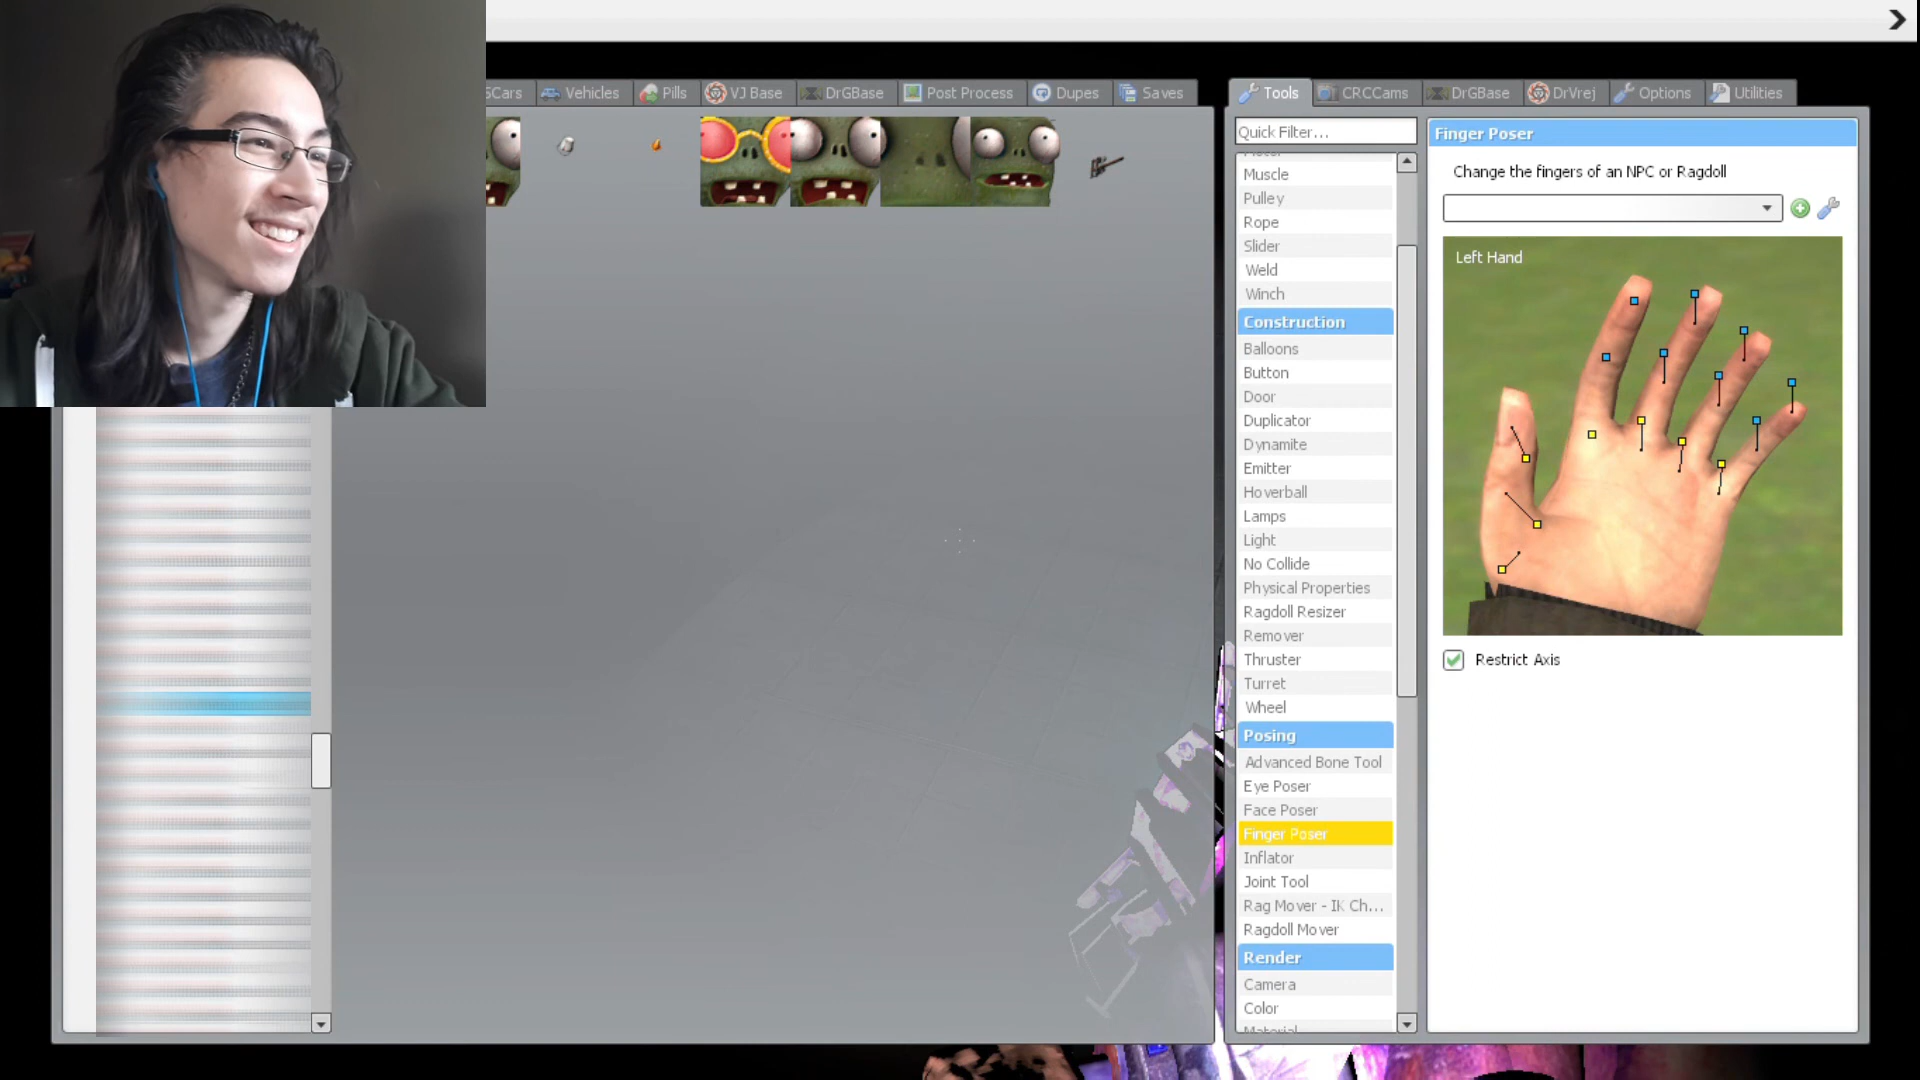 SCars
Vehicles
Pills
VJ Base
DrGBase
Post Process
Dupes
Saves
Tools
CRCCams
DrGBase
DrVrej
Options
Utilities
Quick Filter...
Muscle
Pulley
Rope
Slider
Weld
Winch
Construction
Balloons
Button
Door
Duplicator
Dynamite
Emitter
Hoverball
Lamps
Light
No Collide
Physical Properties
Ragdoll Resizer
Remover
Thruster
Turret
Wheel
Posing
Advanced Bone Tool
Eye Poser
Face Poser
Finger Poser
Inflator
Joint Tool
Rag Mover - IK Ch...
Ragdoll Mover
Render
Camera
Color
Material
Finger Poser
Change the fingers of an NPC or Ragdoll
Left Hand
Restrict Axis